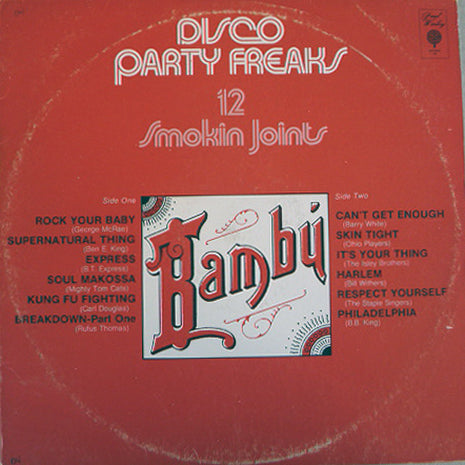 DISCO
PARTY FREAKS
12
Smokin Joints
Side One
ROCK YOUR BABY
(George McRae)
SUPERNATURAL THING
(Ben E. King)
EXPRESS
(B.T. Express)
SOUL MAKOSSA
(Mighty Tom Cats)
KUNG FU FIGHTING
(Carl Douglas)
BREAKDOWN-Part One
(Rufus Thomas)
Bambú
Side Two
CAN'T GET ENOUGH
(Barry White)
SKIN TIGHT
(Ohio Players)
IT'S YOUR THING
(The Isley Brothers)
HARLEM
(Bill Withers)
RESPECT YOURSELF
(The Staple Singers)
PHILADELPHIA
(B.B. King)